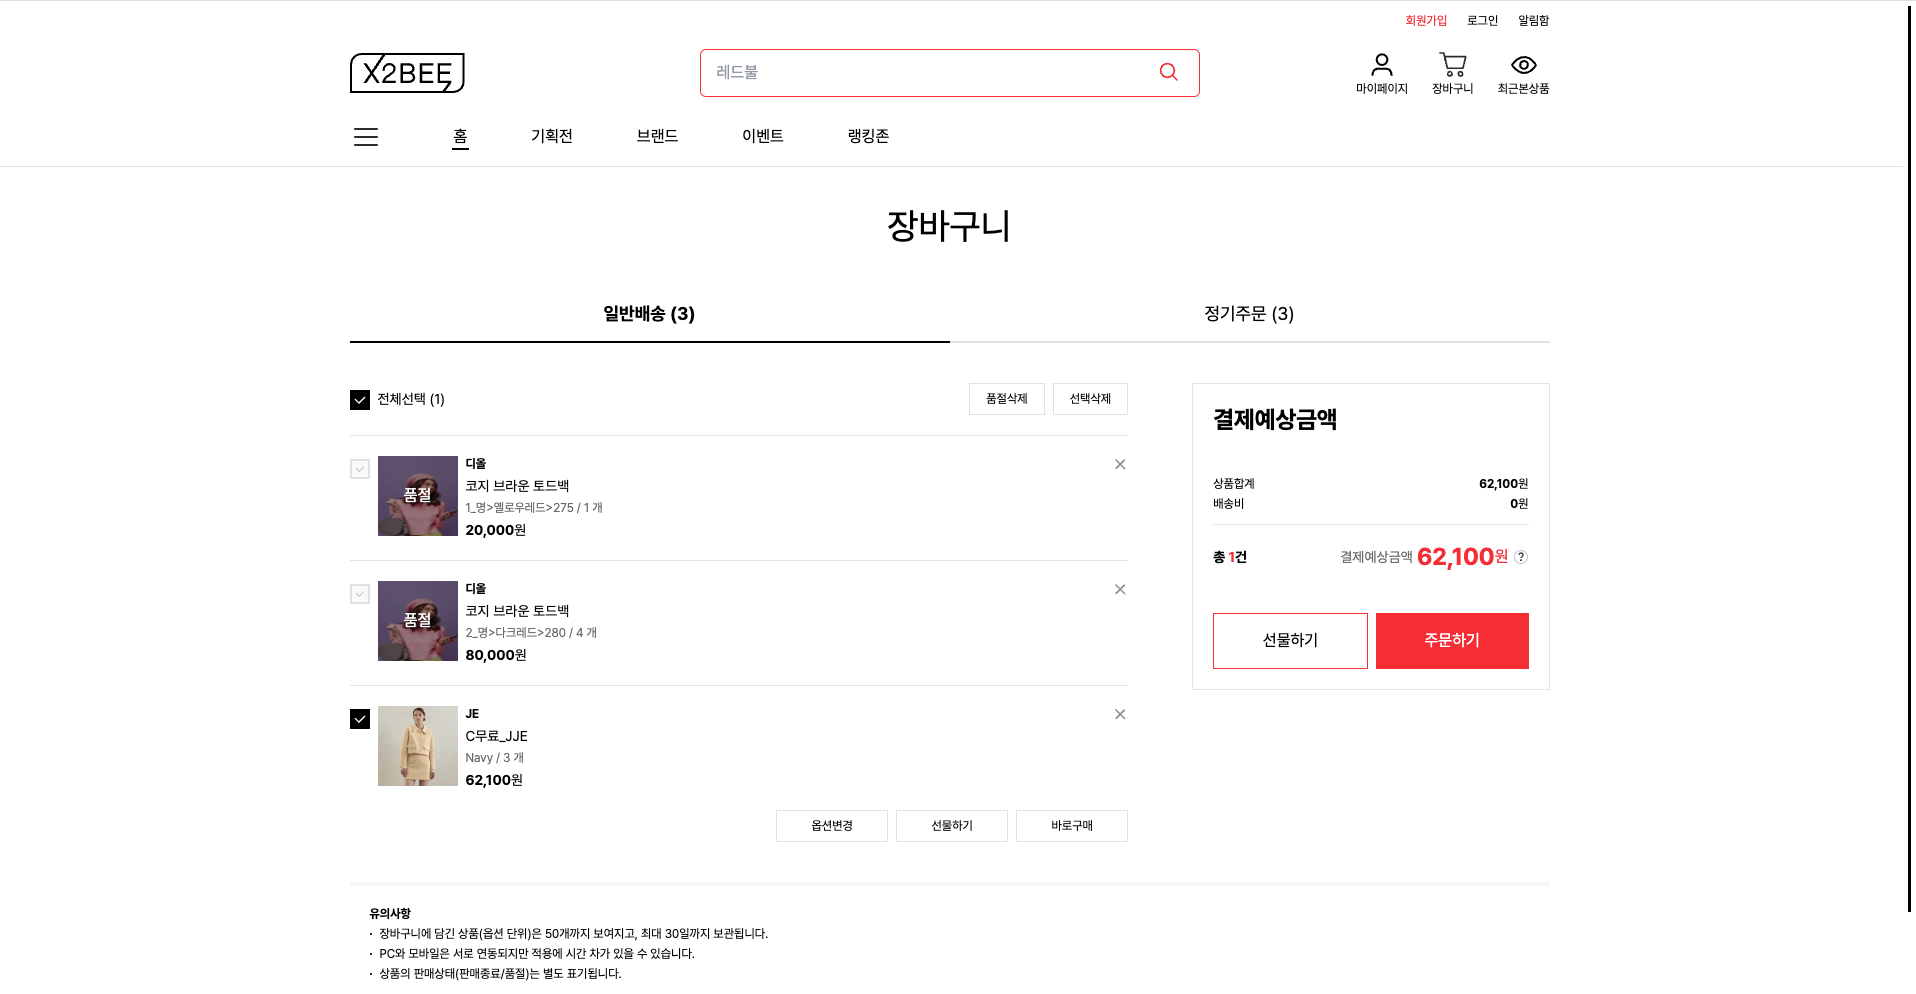 회원가입 로그인 알림함
X2BEE
레드불
마이페이지 장바구니 최근본상품
홈 기획전 브랜드 이벤트 랭킹존
장바구니
일반배송 (3) 정기주문 (3)
전체선택 (1) 품절삭제 선택삭제
품절
디올
코지 브라운 토드백
1_명>옐로우레드>275 / 1 개
20,000원
품절
디올
코지 브라운 토드백
2_명>다크레드>280 / 4 개
80,000원
JE
C무료_JJE
Navy / 3 개
62,100원
옵션변경 선물하기 바로구매
결제예상금액
상품합계 62,100원
배송비 0원
총 1건 결제예상금액 62,100원 ?
선물하기 주문하기
유의사항
· 장바구니에 담긴 상품(옵션 단위)은 50개까지 보여지고, 최대 30일까지 보관됩니다.
· PC와 모바일은 서로 연동되지만 적용에 시간 차가 있을 수 있습니다.
· 상품의 판매상태(판매종료/품절)는 별도 표기됩니다.